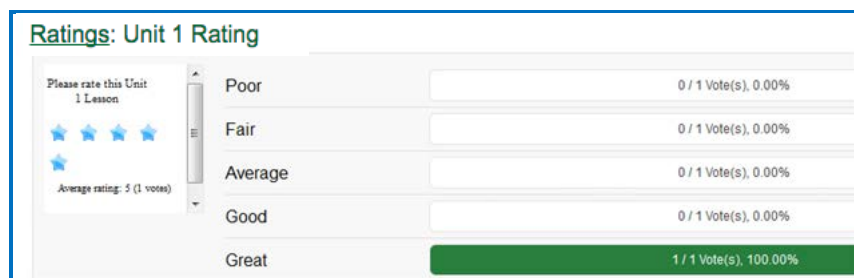 Ratings: Unit 1 Rating
Please rate this Unit
1 Lesson
Average rating: 5 (1 votes)
Poor 0 / 1 Vote(s), 0.00%
Fair 0 / 1 Vote(s), 0.00%
Average 0 / 1 Vote(s), 0.00%
Good 0 / 1 Vote(s), 0.00%
Great 1 / 1 Vote(s), 100.00%